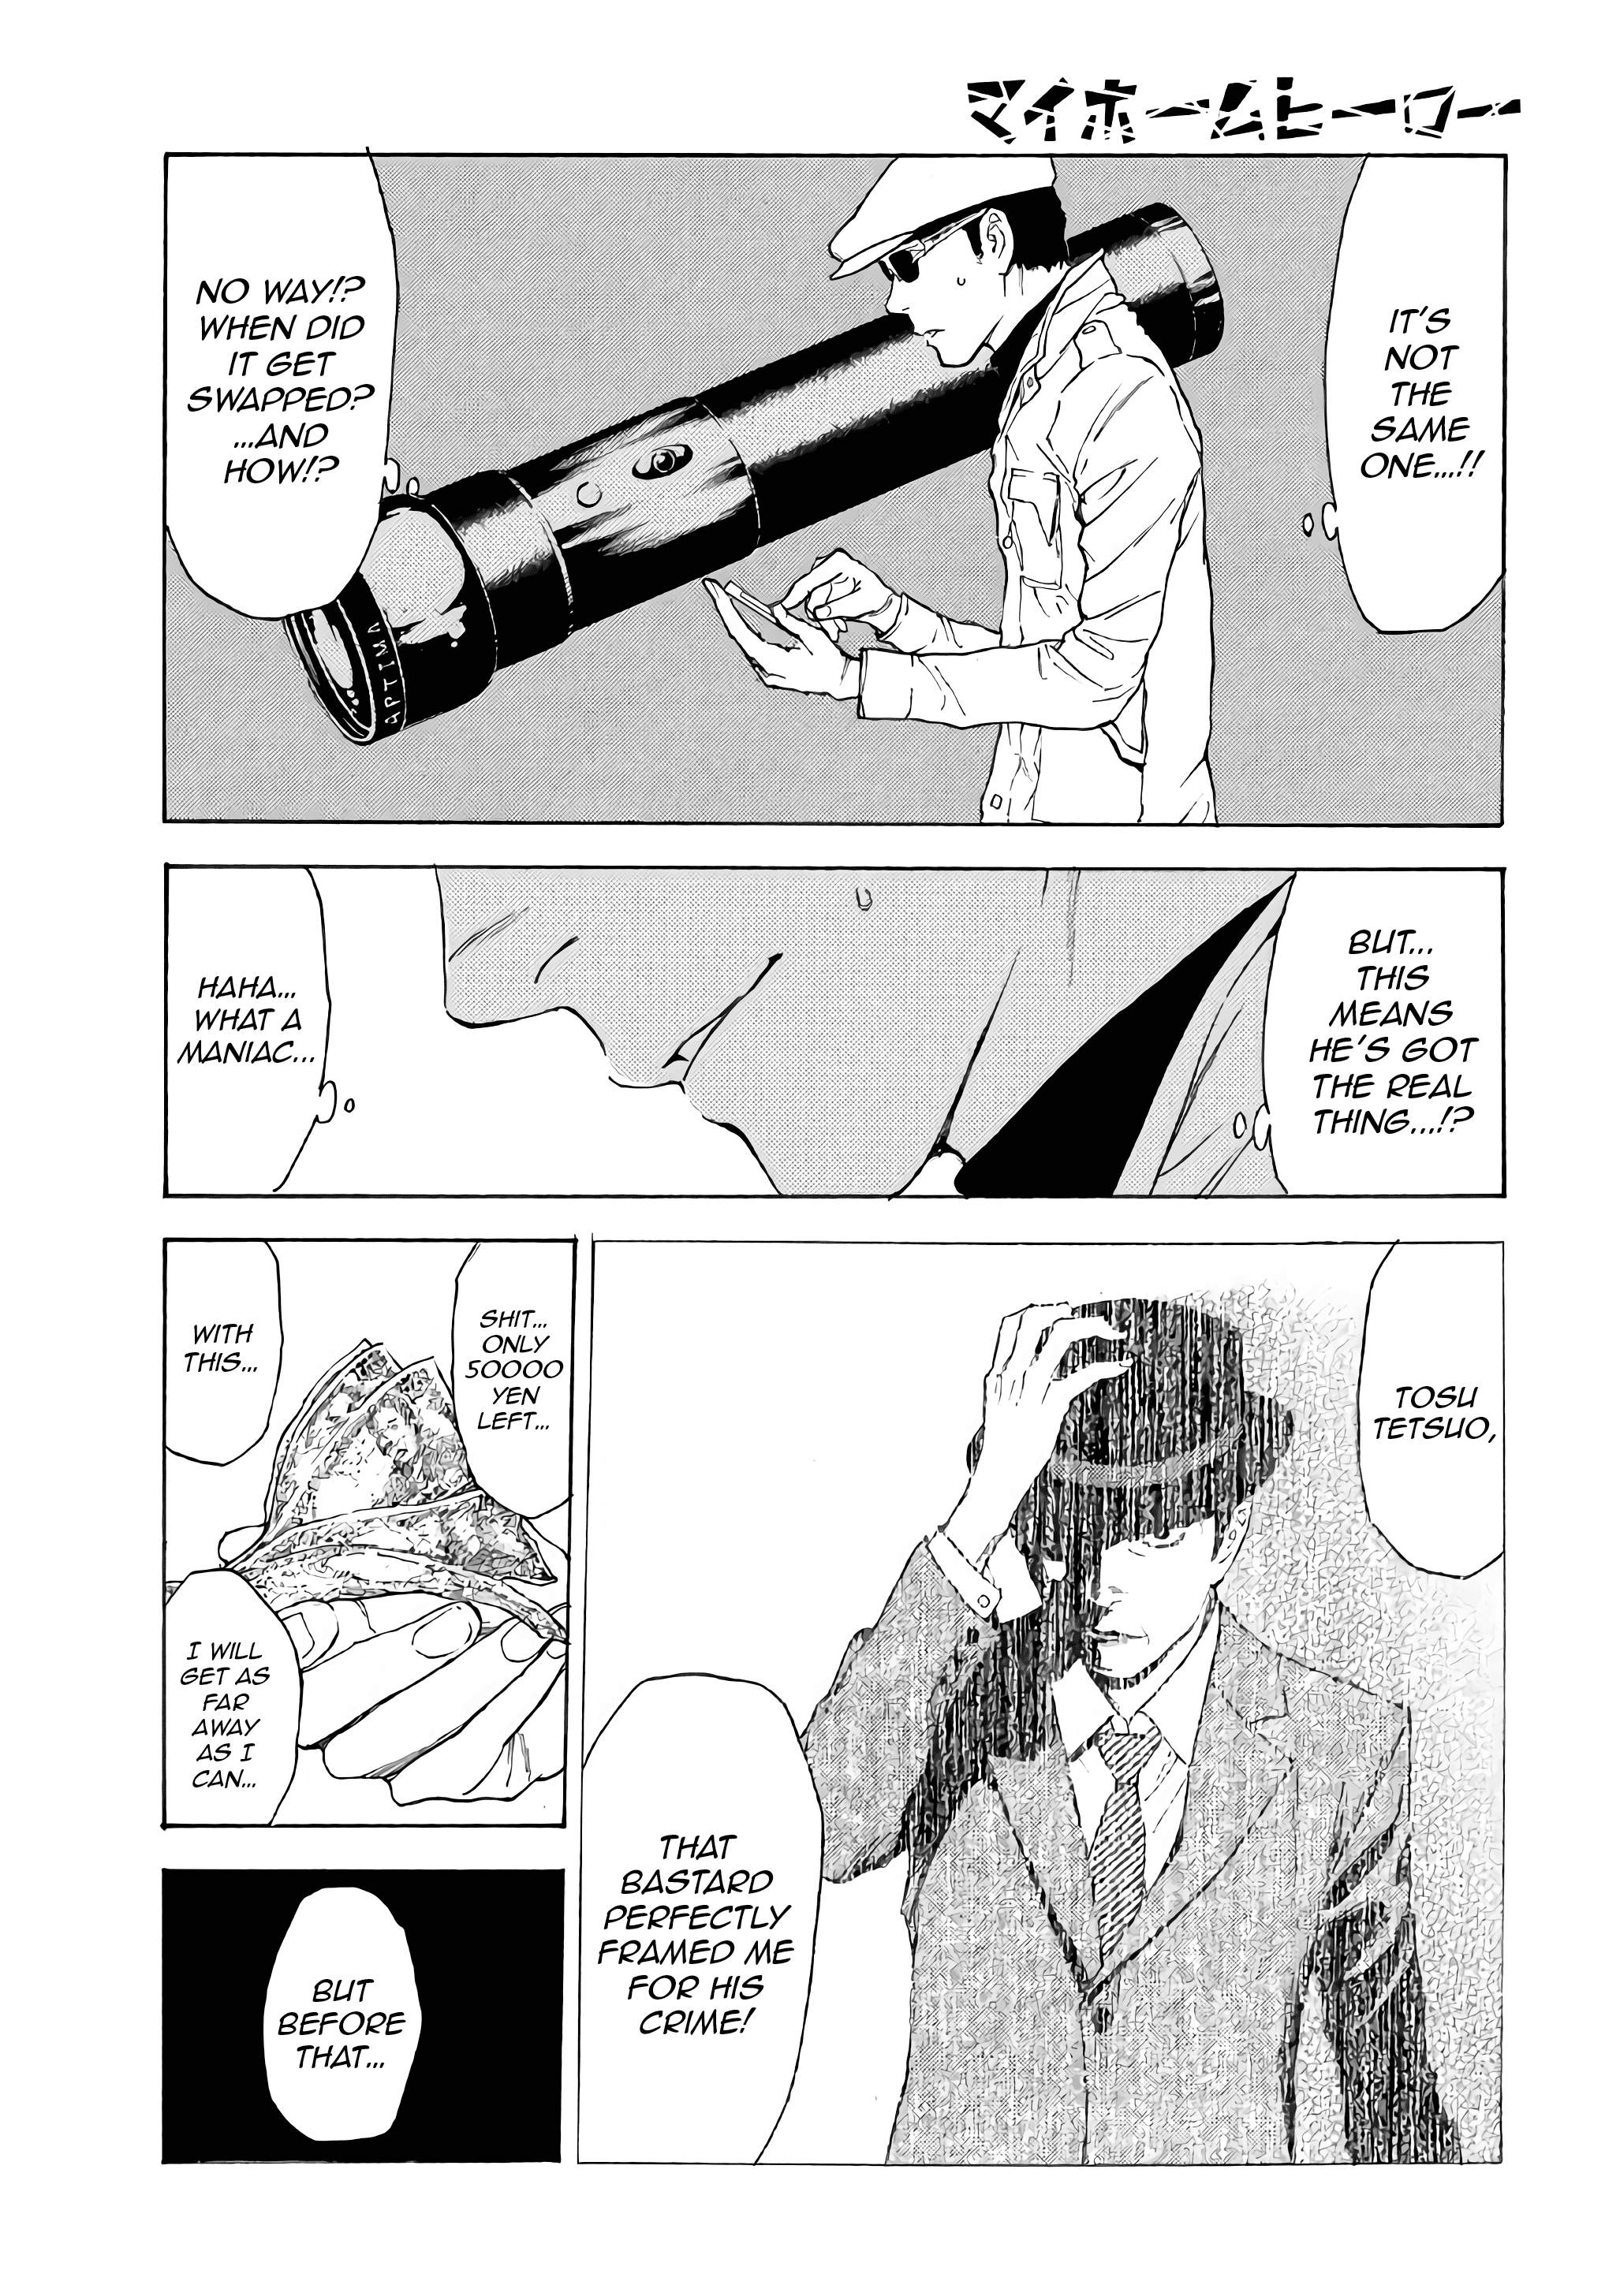 マイホームヒーロー
IT'S
NOT
THE
SAME
ONE...!!
NO WAY!?
WHEN DID
IT GET
SWAPPED?
...AND
HOW!?
APTIMA
BUT...
THIS
MEANS
HE'S GOT
THE REAL
THING...!?
HAHA...
WHAT A
MANIAC...
TOSU
TETSUO,
THAT
BASTARD
PERFECTLY
FRAMED ME
FOR HIS
CRIME!
SHIT...
ONLY
50000
YEN
LEFT...
WITH
THIS...
I WILL
GET AS
FAR
AWAY
AS I
CAN...
BUT
BEFORE
THAT...